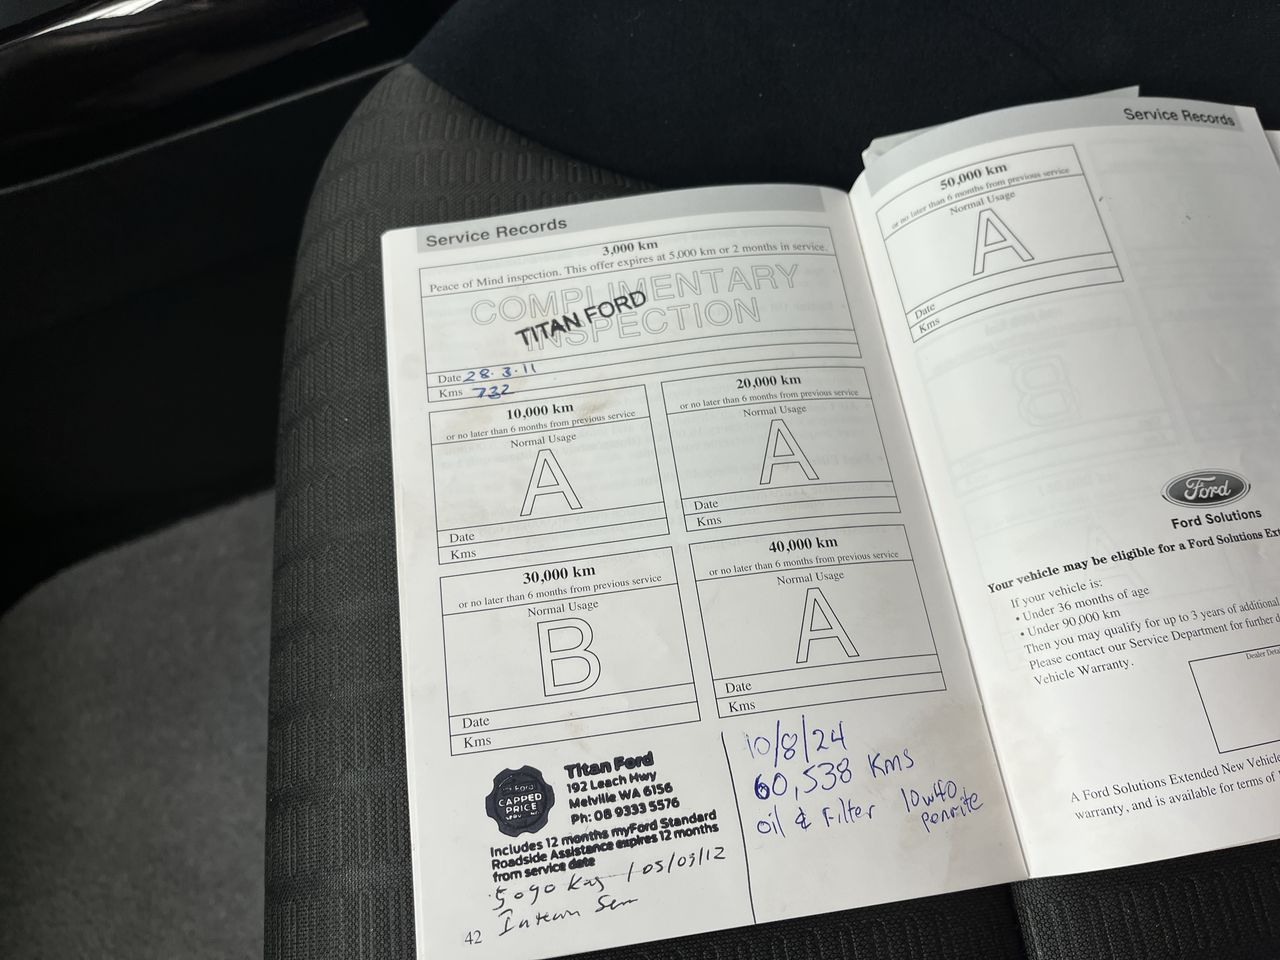 Service Records
3,000 km
Peace of Mind inspection. This offer expires at 5,000 km or 2 months in service.
COMPLIMENTARY
INSPECTION
TITAN FORD
Date 28.3.11
Kms 732
10,000 km
or no later than 6 months from previous service
Normal Usage
A
Date
Kms
20,000 km
or no later than 6 months from previous service
Normal Usage
A
Date
Kms
30,000 km
or no later than 6 months from previous service
Normal Usage
B
Date
Kms
40,000 km
or no later than 6 months from previous service
Normal Usage
A
Date
Kms
Ford
CAPPED
PRICE
Titan Ford
192 Leach Hwy
Melville WA 6156
Ph: 08 9333 5576
Includes 12 months myFord Standard
Roadside Assistance expires 12 months
from service date
5090 Kms / 05/03/12
10/8/24
60,538 Kms
oil & Filter 10w40
penrite
42
Service Records
50,000 km
or no later than 6 months from previous service
Normal Usage
A
Date
Kms
Ford
Ford Solutions
Your vehicle may be eligible for a Ford Solutions Ext
If your vehicle is:
• Under 36 months of age
• Under 90,000 km
Then you may qualify for up to 3 years of additional
Please contact our Service Department for further d
Vehicle Warranty.
Dealer Deta
A Ford Solutions Extended New Vehicle
warranty, and is available for terms of